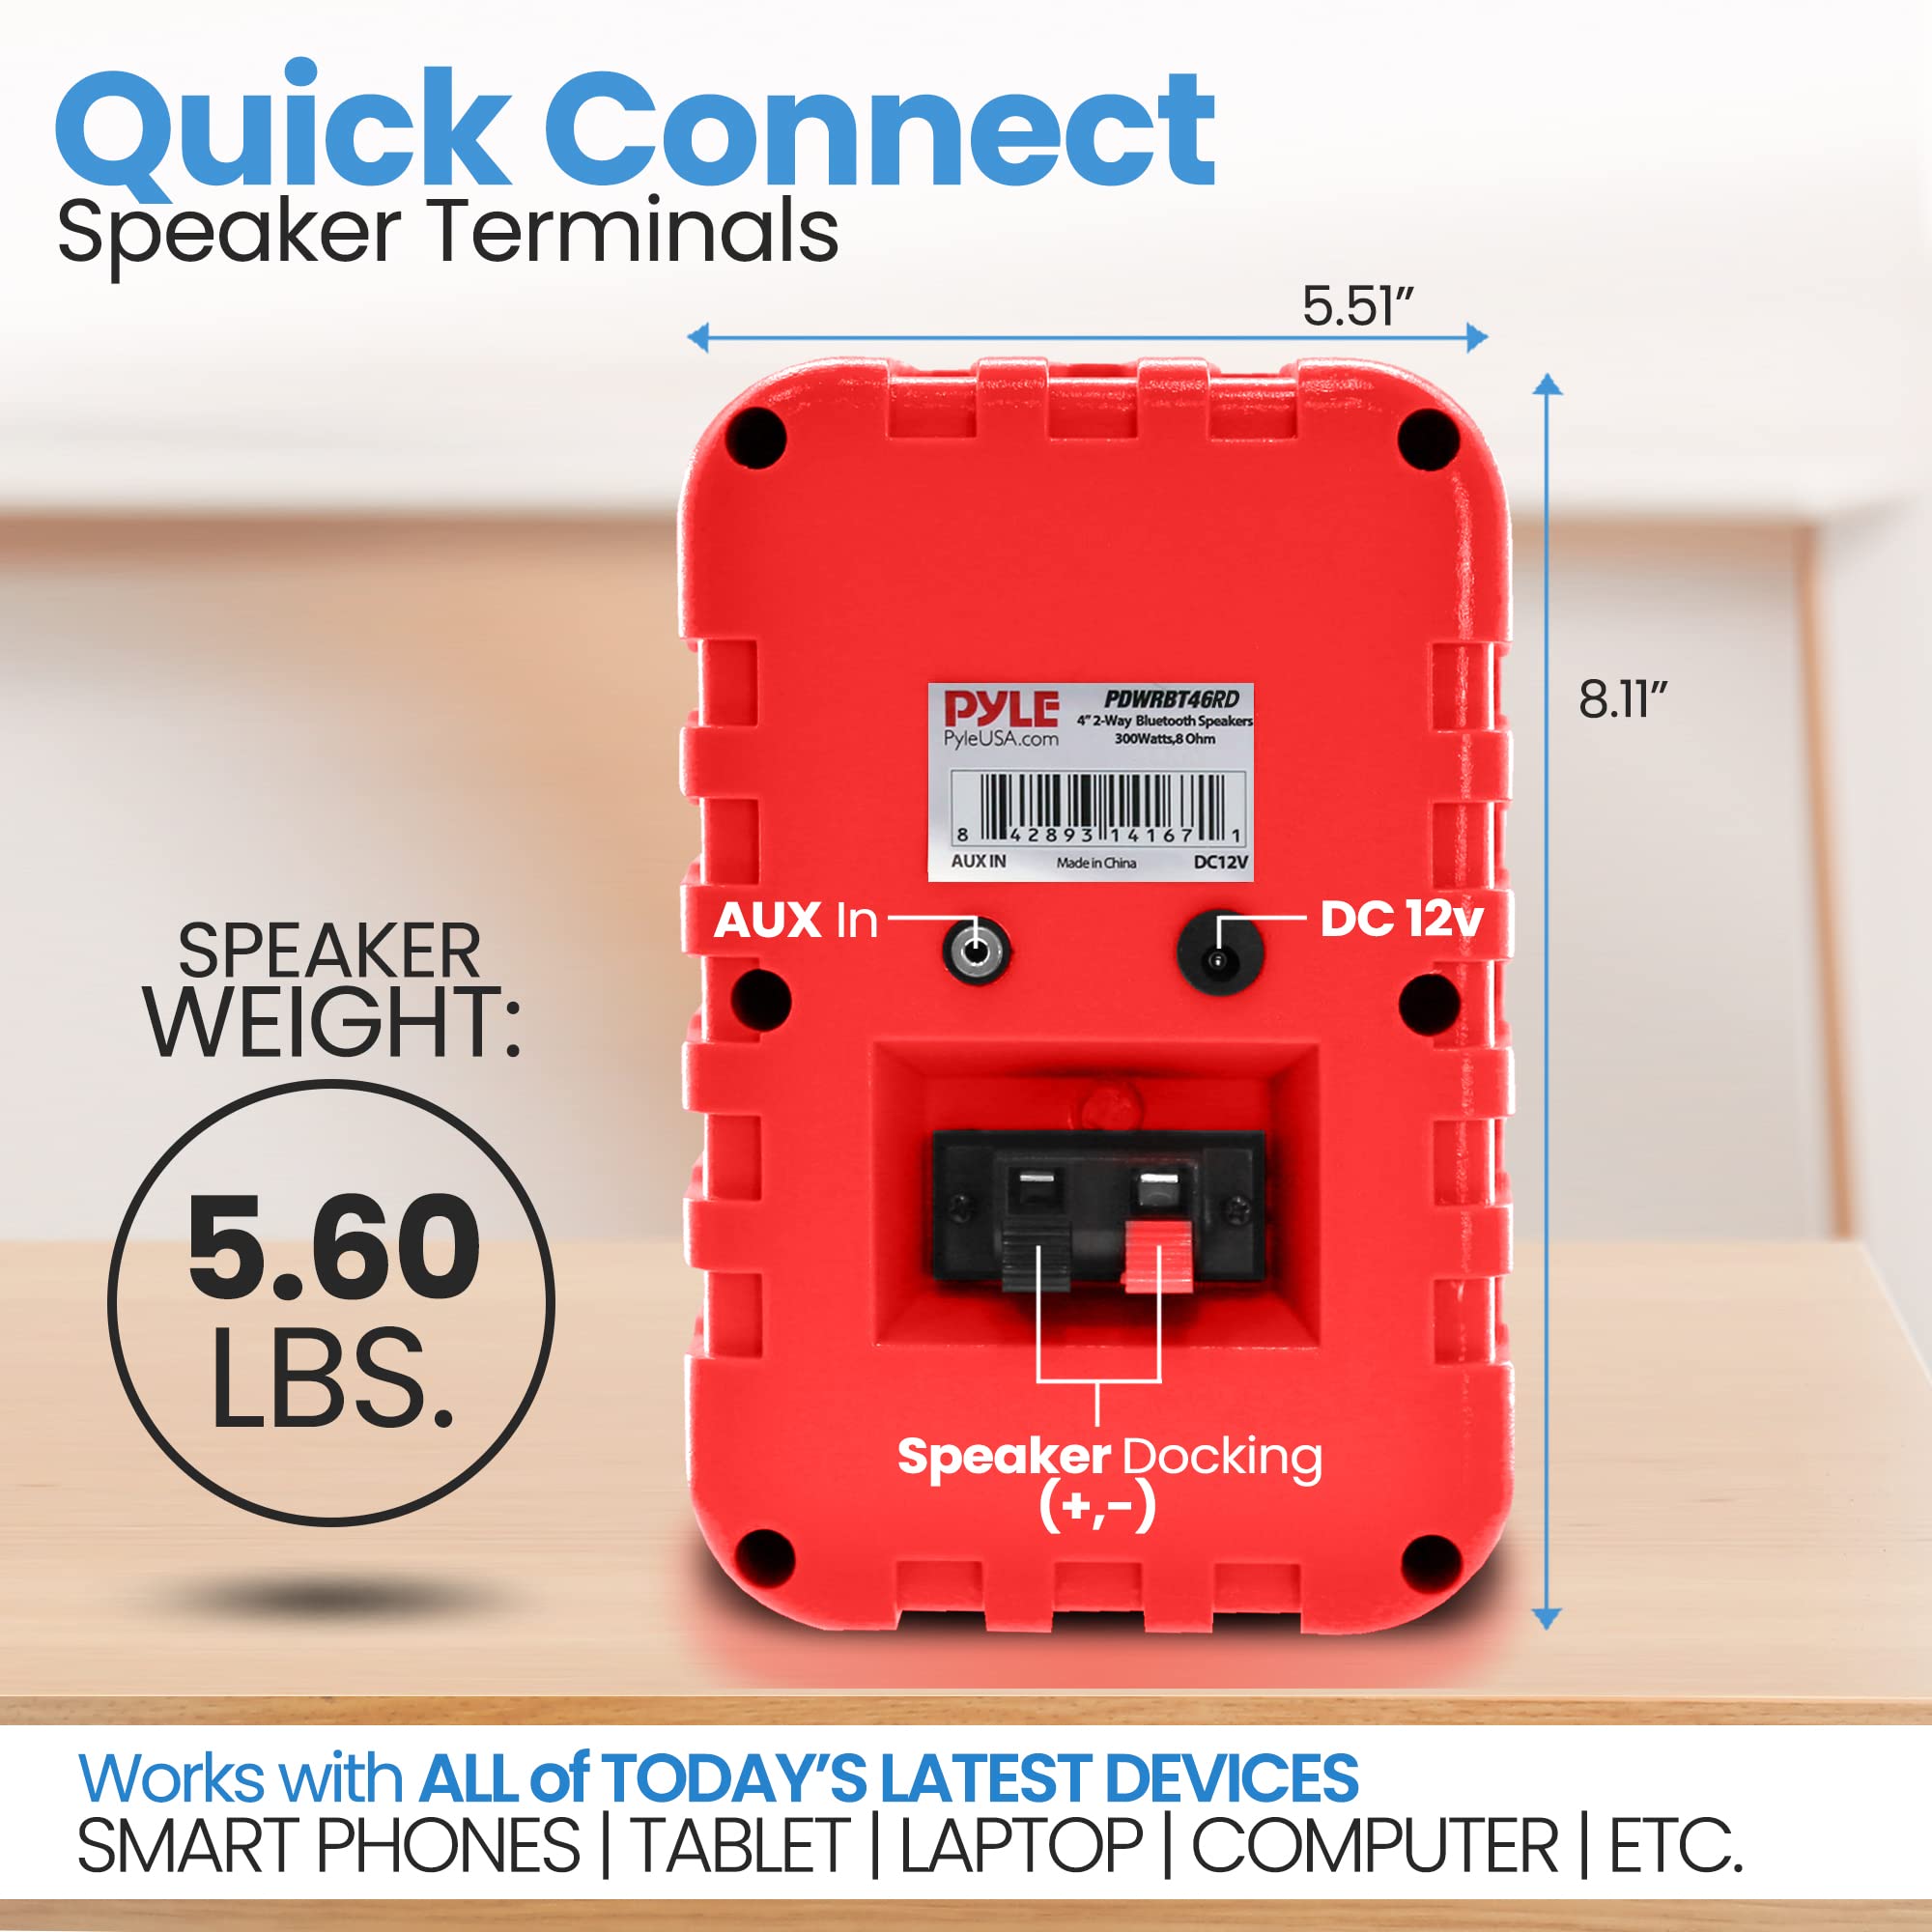 Quick Connect
Speaker Terminals
5.51”
8.11”
PYLE
PyleUSA.com
PDWRBT46RD
4” 2-Way Bluetooth Speakers
300Watts,8 Ohm
8 42893 14167 1
AUX IN Made in China DC12V
AUX In
DC 12v
SPEAKER
WEIGHT:
5.60
LBS.
Speaker Docking
(+,-)
Works with ALL of TODAY’S LATEST DEVICES
SMART PHONES | TABLET | LAPTOP | COMPUTER | ETC.